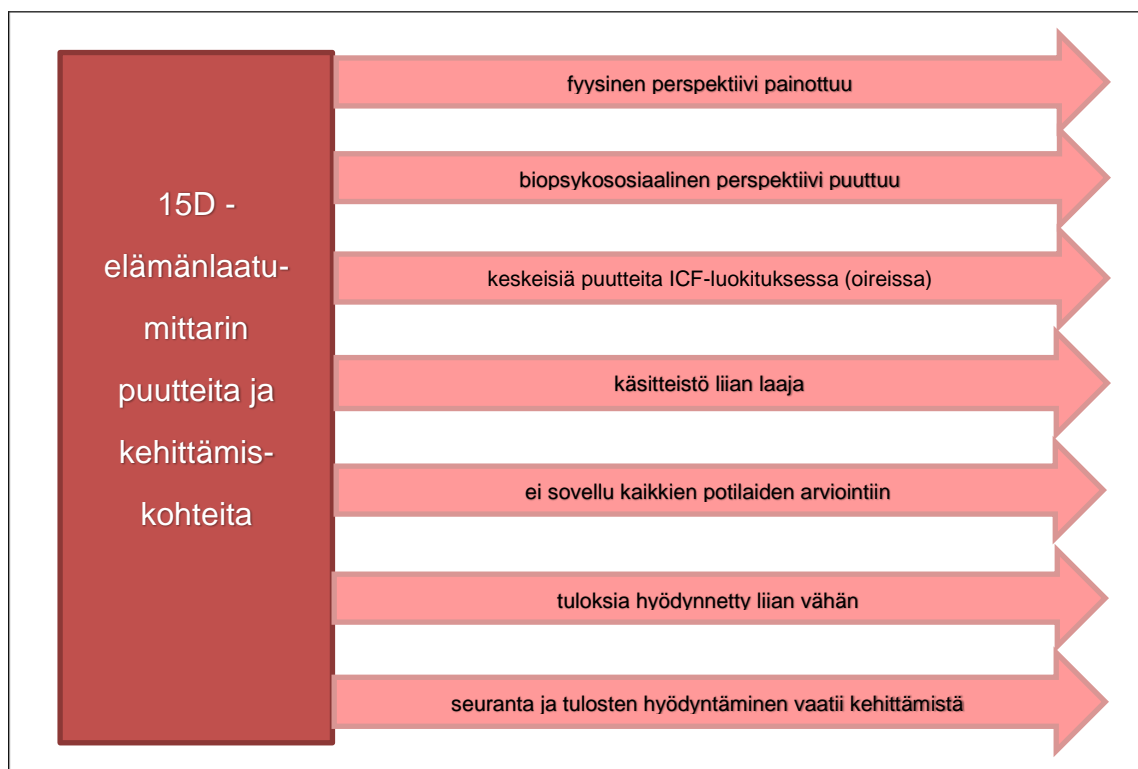 15D -
elämänlaatu-
mittarin
puutteita ja
kehittämis-
kohteita
fyysinen perspektiivi painottuu
biopsykososiaalinen perspektiivi puuttuu
keskeisiä puutteita ICF-luokituksessa (oireissa)
käsitteistö liian laaja
ei sovellu kaikkien potilaiden arviointiin
tuloksia hyödynnetty liian vähän
seuranta ja tulosten hyödyntäminen vaatii kehittämistä